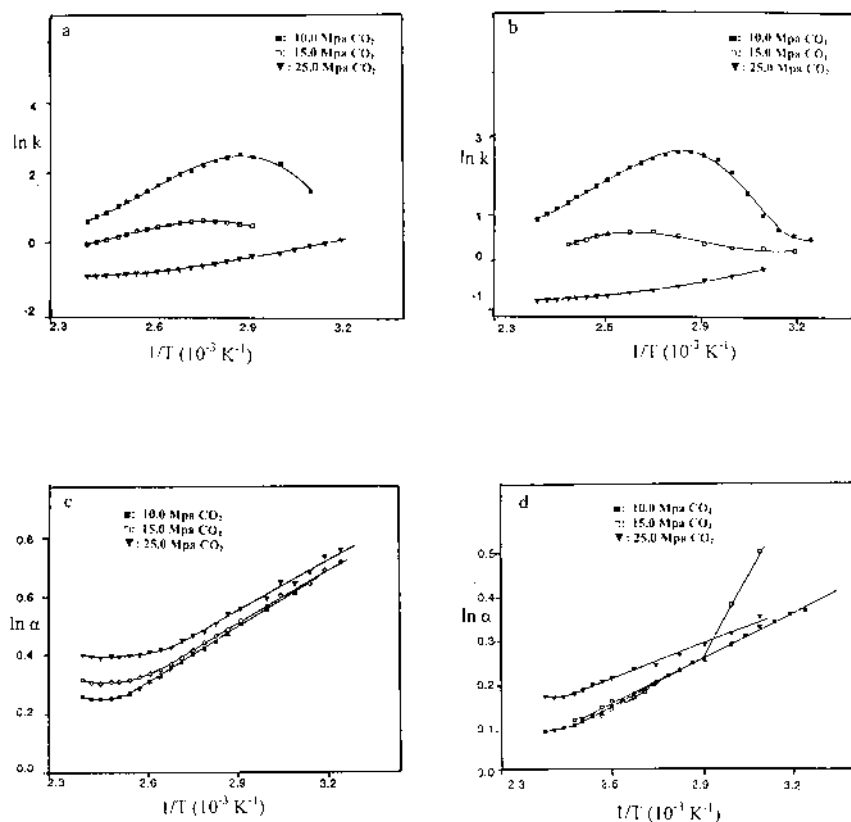 a
■: 10.0 Mpa CO₂
□: 15.0 Mpa CO₂
▼: 25.0 Mpa CO₂
4
ln k
2
0
-2
2.3 2.6 2.9 3.2
1/T (10⁻³ K⁻¹)
b
■: 10.0 Mpa CO₂
□: 15.0 Mpa CO₂
▼: 25.0 Mpa CO₂
3
ln k
1
0
-1
2.3 2.6 2.9 3.2
1/T (10⁻³ K⁻¹)
c
■: 10.0 Mpa CO₂
○: 15.0 Mpa CO₂
▼: 25.0 Mpa CO₂
0.8
0.6
ln α
0.4
0.2
0.0
2.3 2.6 2.9 3.2
1/T (10⁻³ K⁻¹)
d
■: 10.0 Mpa CO₂
□: 15.0 Mpa CO₂
▼: 25.0 Mpa CO₂
0.5
0.4
ln α
0.3
0.2
0.1
0.0
2.3 2.6 2.9 3.2
1/T (10⁻³ K⁻¹)